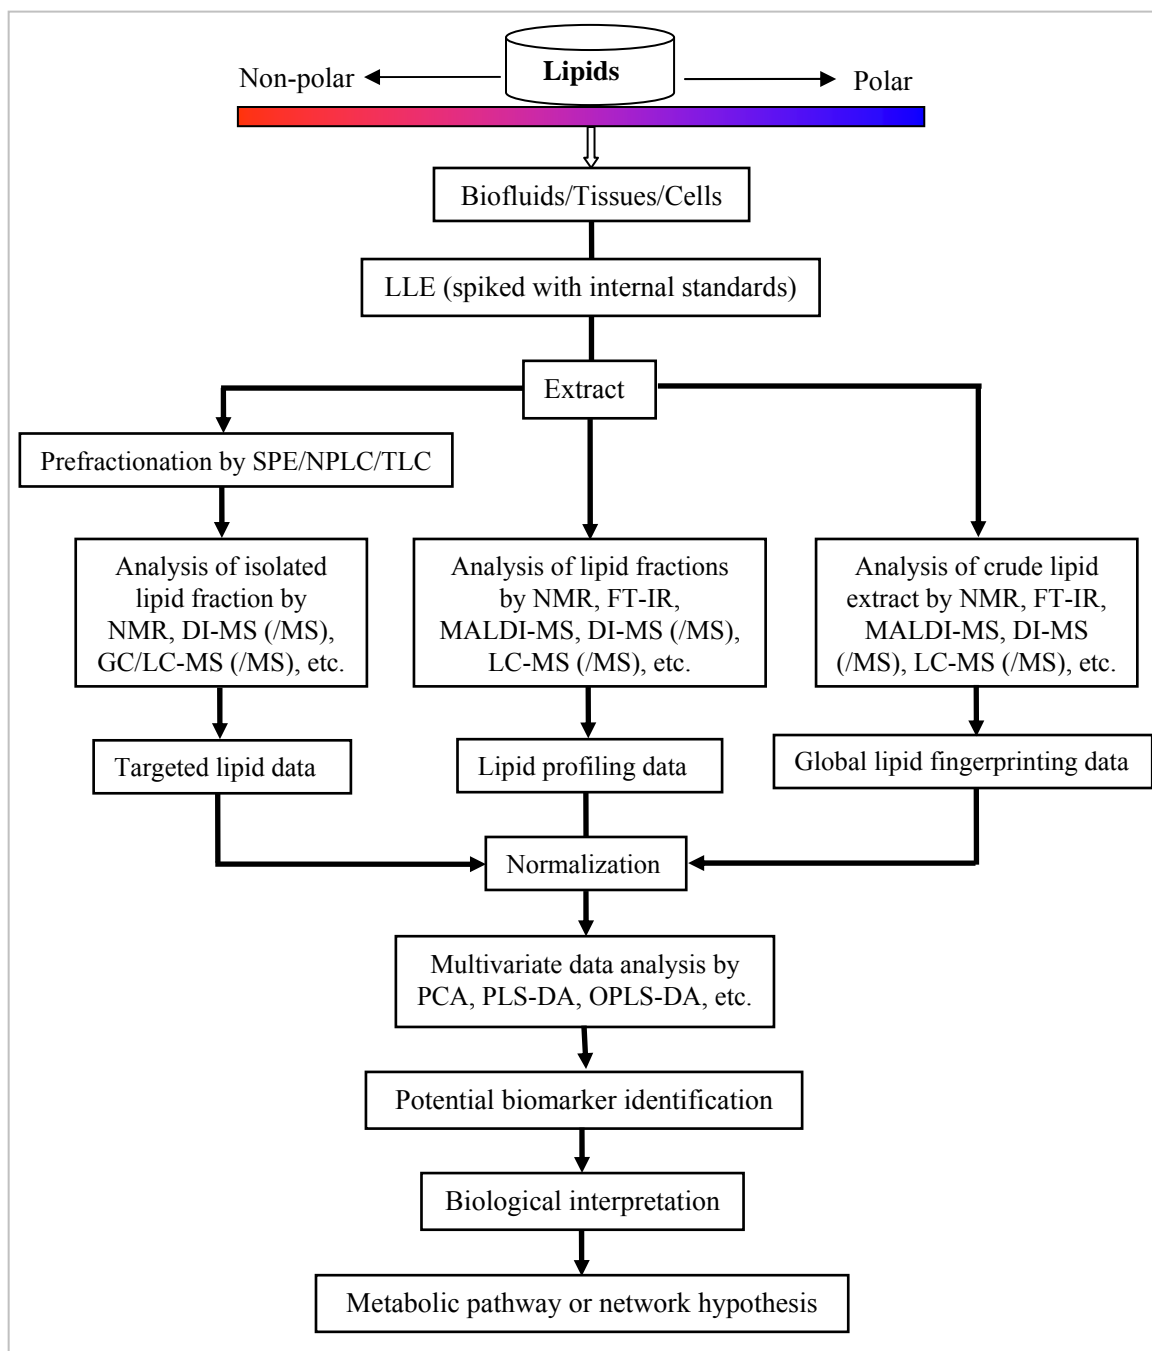 Lipids
Non-polar
Polar
Biofluids/Tissues/Cells
LLE (spiked with internal standards)
Extract
Prefractionation by SPE/NPLC/TLC
Analysis of isolated
lipid fraction by
NMR, DI-MS (/MS),
GC/LC-MS (/MS), etc.
Analysis of lipid fractions
by NMR, FT-IR,
MALDI-MS, DI-MS (/MS),
LC-MS (/MS), etc.
Analysis of crude lipid
extract by NMR, FT-IR,
MALDI-MS, DI-MS
(/MS), LC-MS (/MS), etc.
Targeted lipid data
Lipid profiling data
Global lipid fingerprinting data
Normalization
Multivariate data analysis by
PCA, PLS-DA, OPLS-DA, etc.
Potential biomarker identification
Biological interpretation
Metabolic pathway or network hypothesis